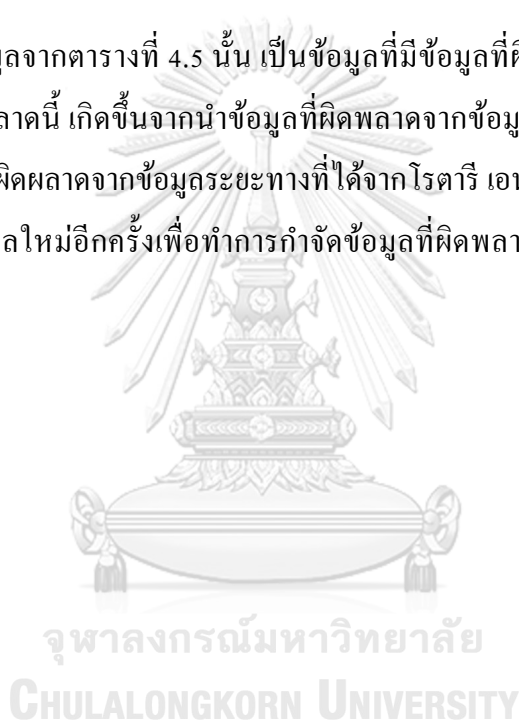 มูลจากตารางที่ 4.5 นั้น เป็นข้อมูลที่มีข้อมูลที่ผิ
ลาดนี้ เกิดขึ้นจากนำข้อมูลที่ผิดพลาดจากข้อมู
ผิดผลาดจากข้อมูลระยะทางที่ได้จากโรตารี เอน
ลใหม่อีกครั้งเพื่อทำการกำจัดข้อมูลที่ผิดพลา
จุฬาลงกรณ์มหาวิทยาลัย
CHULALONGKORN UNIVERSITY